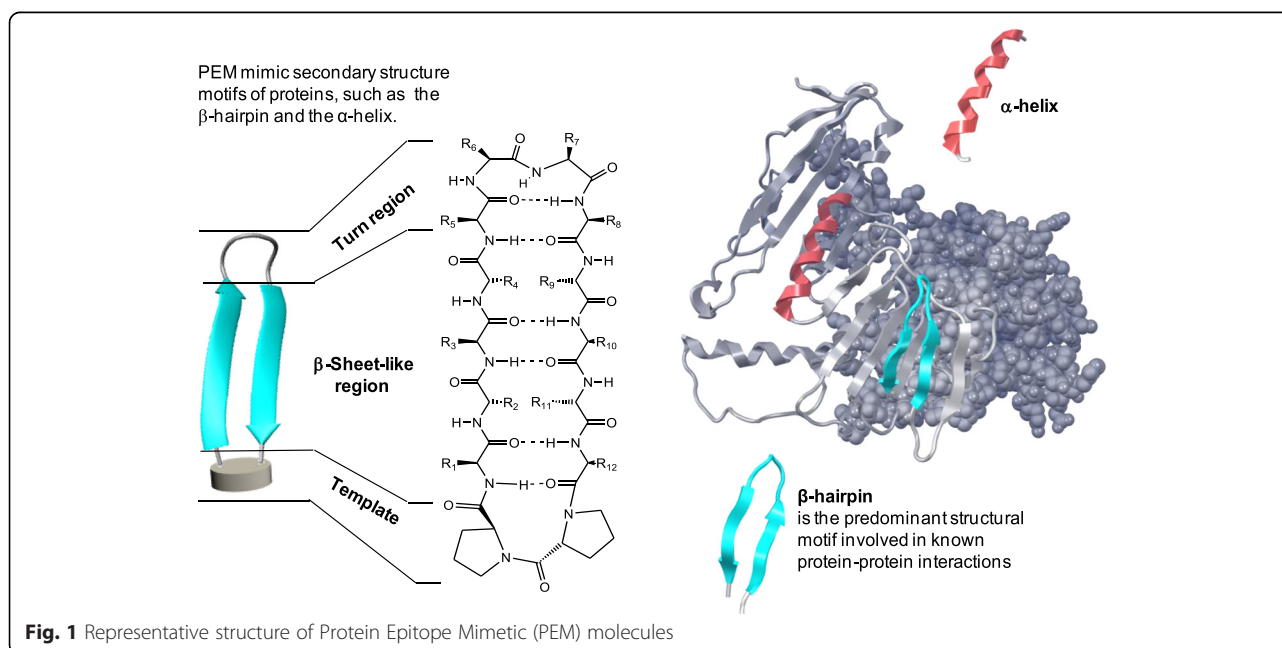 PEM mimic secondary structure
motifs of proteins, such as the
β-hairpin and the α-helix.
Turn region
β-Sheet-like
region
Template
R6
O
R7
N
H
O
H-N
O
H-N
R5
R8
N-H
O
O
N-H
R4
R9
H-N
O
O
H-N
R3
R10
N-H
O
O
N-H
R2
R11
H-N
O
O
H-N
R1
R12
N-H
O
O
N
N
O
α-helix
β-hairpin
is the predominant structural
motif involved in known
protein-protein interactions
Fig. 1 Representative structure of Protein Epitope Mimetic (PEM) molecules